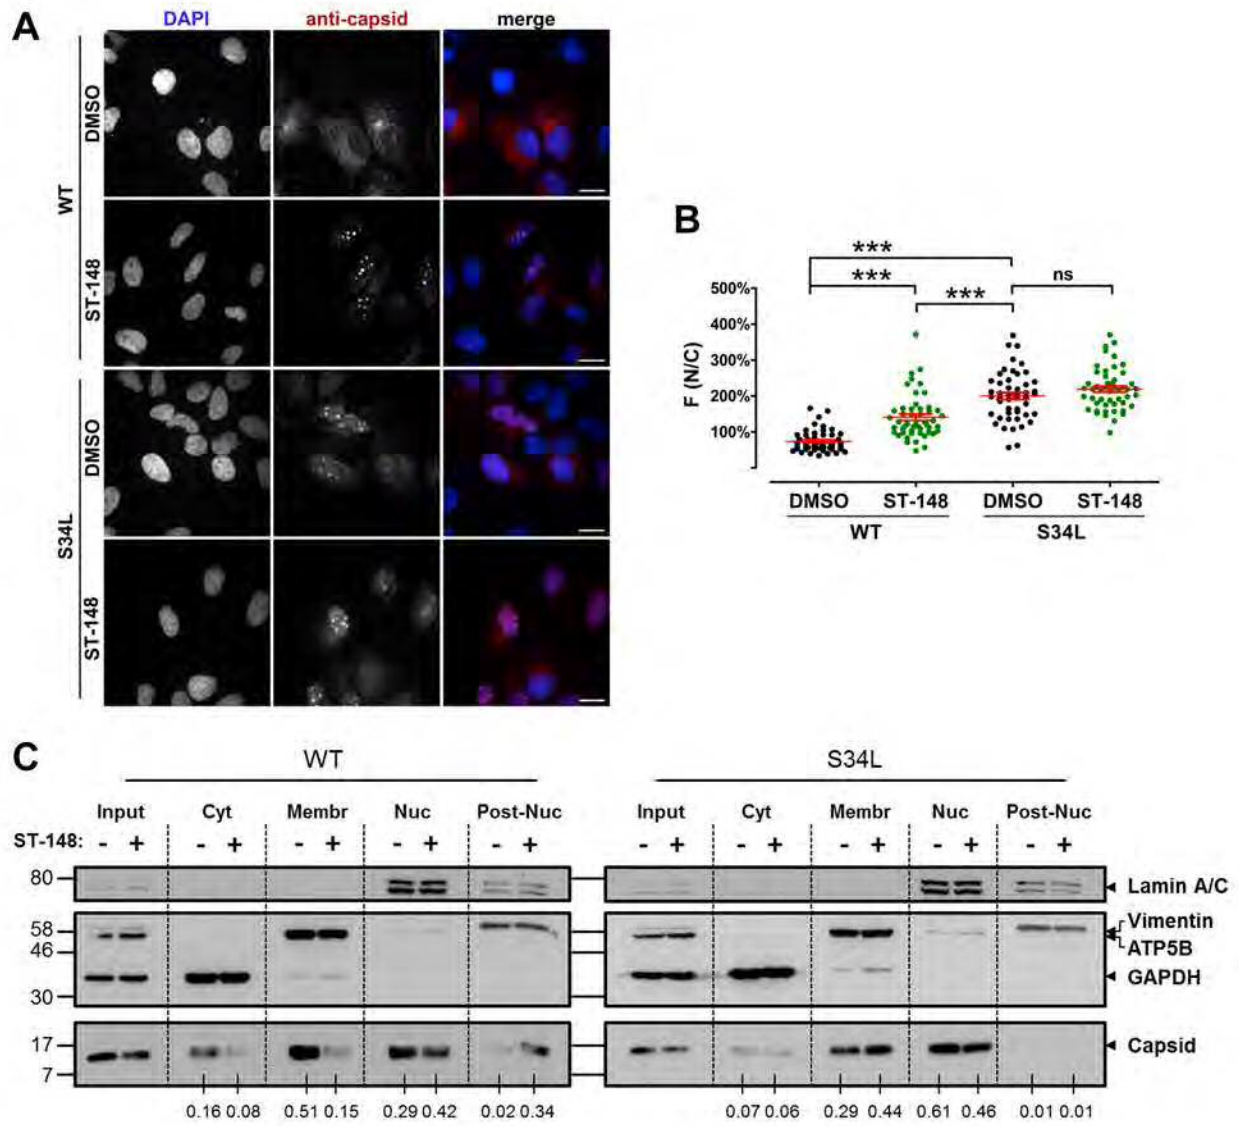 A
DAPI anti-capsid merge
WT
DMSO
ST-148
S34L
DMSO
ST-148
B
F (N/C)
500%
400%
300%
200%
100%
***
*** ns
***
DMSO ST-148 DMSO ST-148
WT S34L
C
WT S34L
Input Cyt Membr Nuc Post-Nuc Input Cyt Membr Nuc Post-Nuc
ST-148: - + - + - + - + - + - + - + - + - + - +
80 Lamin A/C
58 Vimentin
46 ATP5B
GAPDH
30
17 Capsid
7
0.16 0.08 0.51 0.15 0.29 0.42 0.02 0.34 0.07 0.06 0.29 0.44 0.61 0.46 0.01 0.01